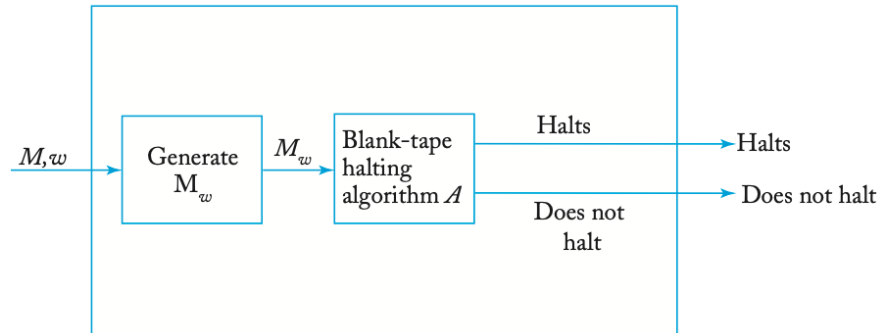 M,w
Generate
M_w
M_w
Blank-tape
halting
algorithm A
Halts
Does not
halt
Halts
Does not halt